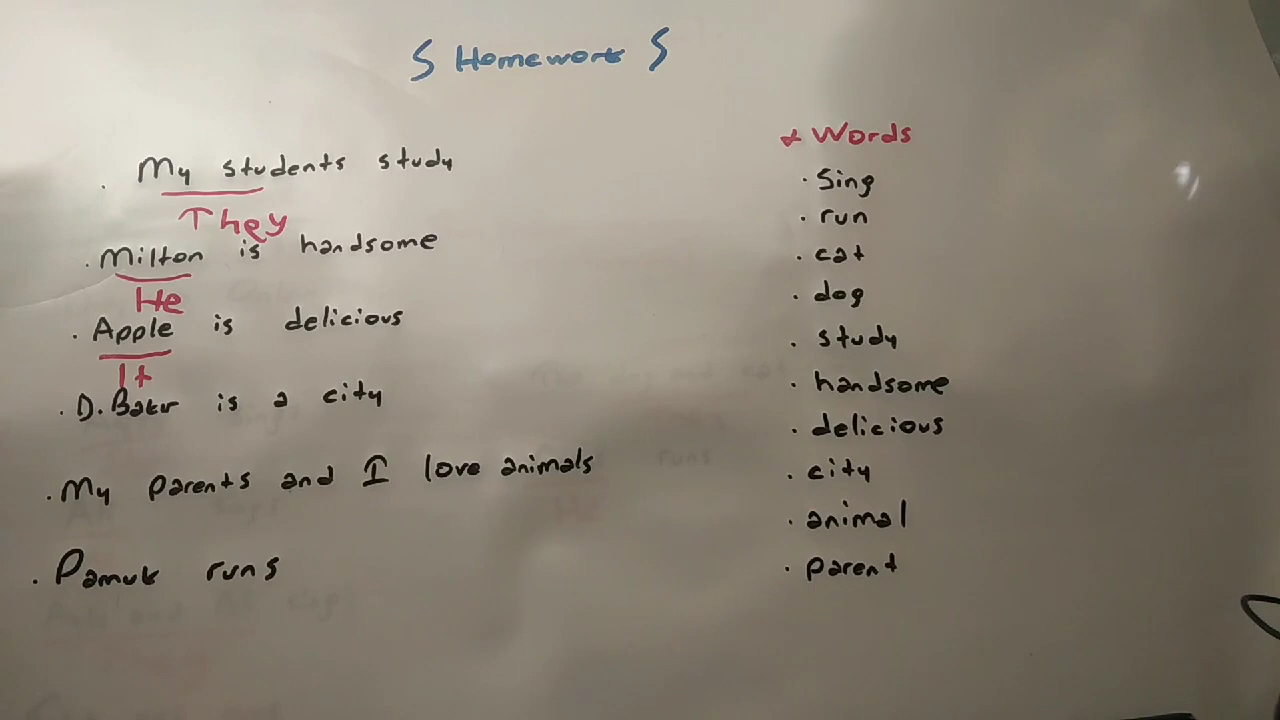 Homework
. My students study
They
. Milton is handsome
He
. Apple is delicious
It
. D. Bakır is a city
. My parents and I love animals
. Pamuk runs
Words
. Sing
. run
. cat
. dog
. study
. handsome
. delicious
. city
. animal
. parent